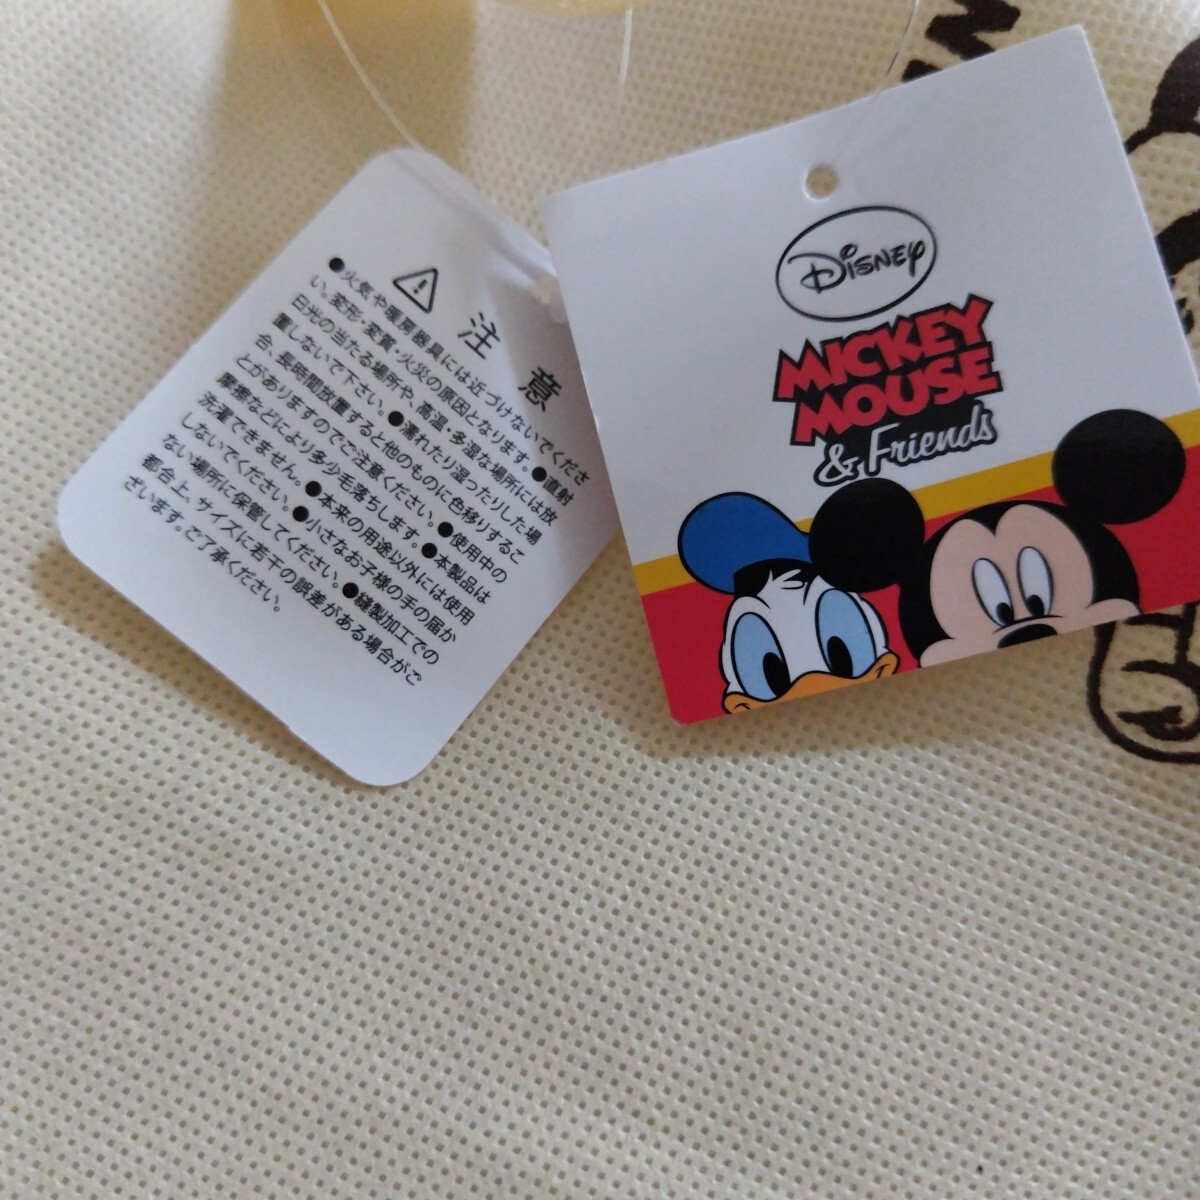 注意
●火気や暖房器具には近づけないでくださ
い。変形・変質・火災の原因となります。●直射
日光の当たる場所や、高温・多湿な場所には放
置しないで下さい。●濡れたり湿ったりした場
合、長時間放置すると他のものに色移りするこ
とがありますのでご注意ください。●使用中の
摩擦などにより多少毛落ちします。●本製品は
洗濯できません。●本来の用途以外には使用
しないでください。●小さなお子様の手の届か
ない場所に保管してください。●縫製加工での
都合上、サイズに若干の誤差がある場合がご
ざいます。ご了承ください。
Disney
MICKEY
MOUSE
& Friends